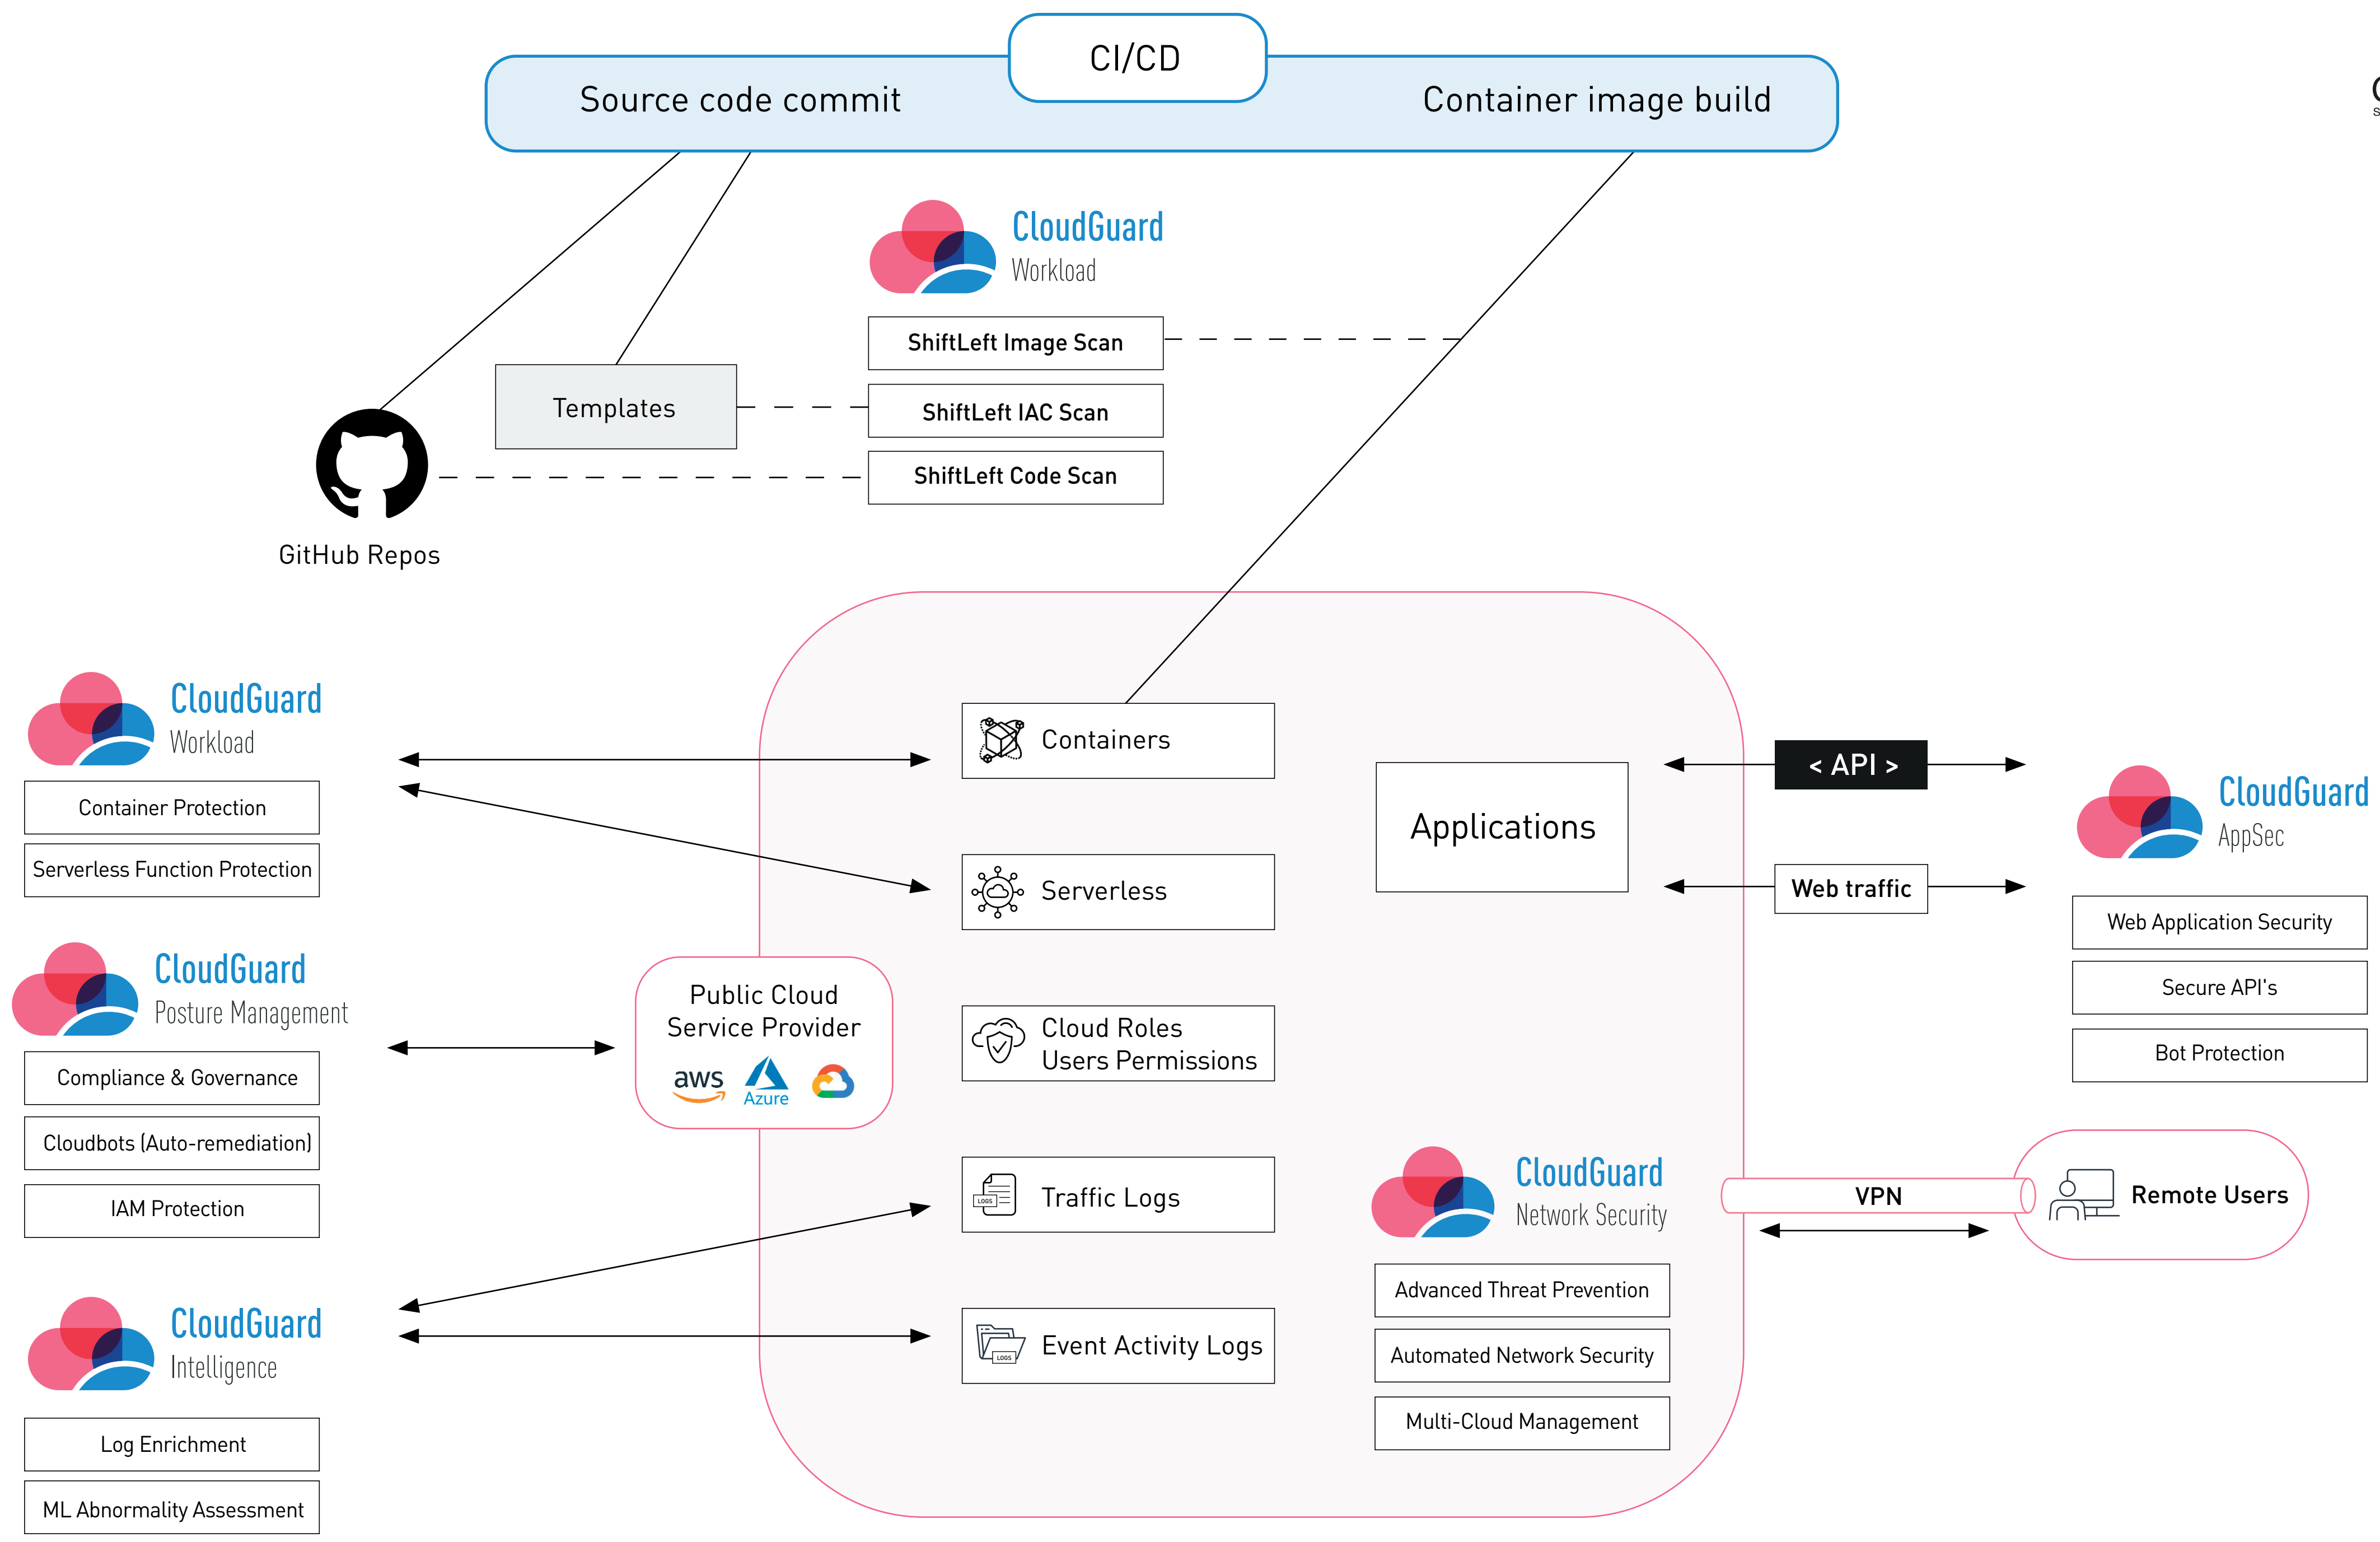 CI/CD
Source code commit
Container image build
CloudGuard
Workload
ShiftLeft Image Scan
Templates
ShiftLeft IAC Scan
ShiftLeft Code Scan
GitHub Repos
CloudGuard
Workload
Container Protection
Serverless Function Protection
CloudGuard
Posture Management
Compliance & Governance
Cloudbots (Auto-remediation)
IAM Protection
CloudGuard
Intelligence
Log Enrichment
ML Abnormality Assessment
Public Cloud
Service Provider
aws
Azure
Containers
Serverless
Cloud Roles
Users Permissions
LOGS
Traffic Logs
LOGS
Event Activity Logs
Applications
CloudGuard
Network Security
Advanced Threat Prevention
Automated Network Security
Multi-Cloud Management
< API >
Web traffic
CloudGuard
AppSec
Web Application Security
Secure API's
Bot Protection
VPN
Remote Users